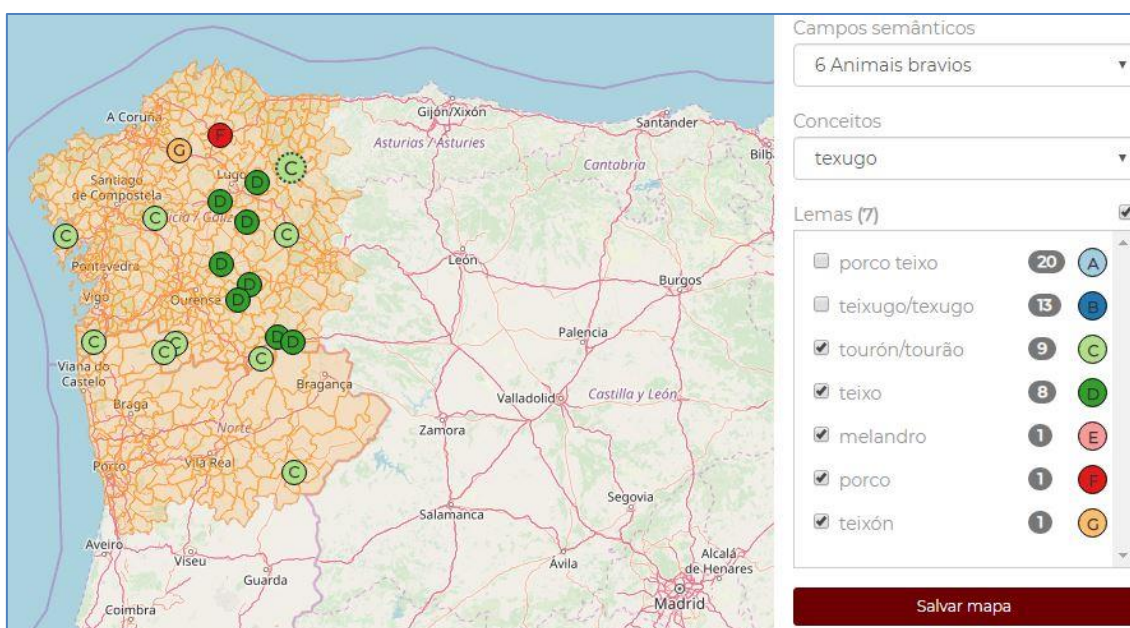 A Coruña
Gijón/Xixón
Santander
Asturias / Asturies
Bilb
Cantabria
Lugo
Santiago
de Compostela
icia / Galiz
León
Pontevedra
Burgos
Vigo
Ourense
Palencia
Viana do
Castelo
Bragança
Valladolid
Castilla y León
Braga
Norte
Zamora
Porto
Vila Real
Segovia
Salamanca
Aveiro
Viseu
Ávila
Alcalá
de Henares
Guarda
Madrid
Coimbra
F
G
C
D
D
D
C
C
C
D
D
D
C
C
C
D
D
C
C
Campos semânticos
6 Animais bravios
Conceitos
texugo
Lemas (7)
porco teixo 20 A
teixugo/texugo 13 B
tourón/tourão 9 C
teixo 8 D
melandro 1 E
porco 1 F
teixón 1 G
Salvar mapa